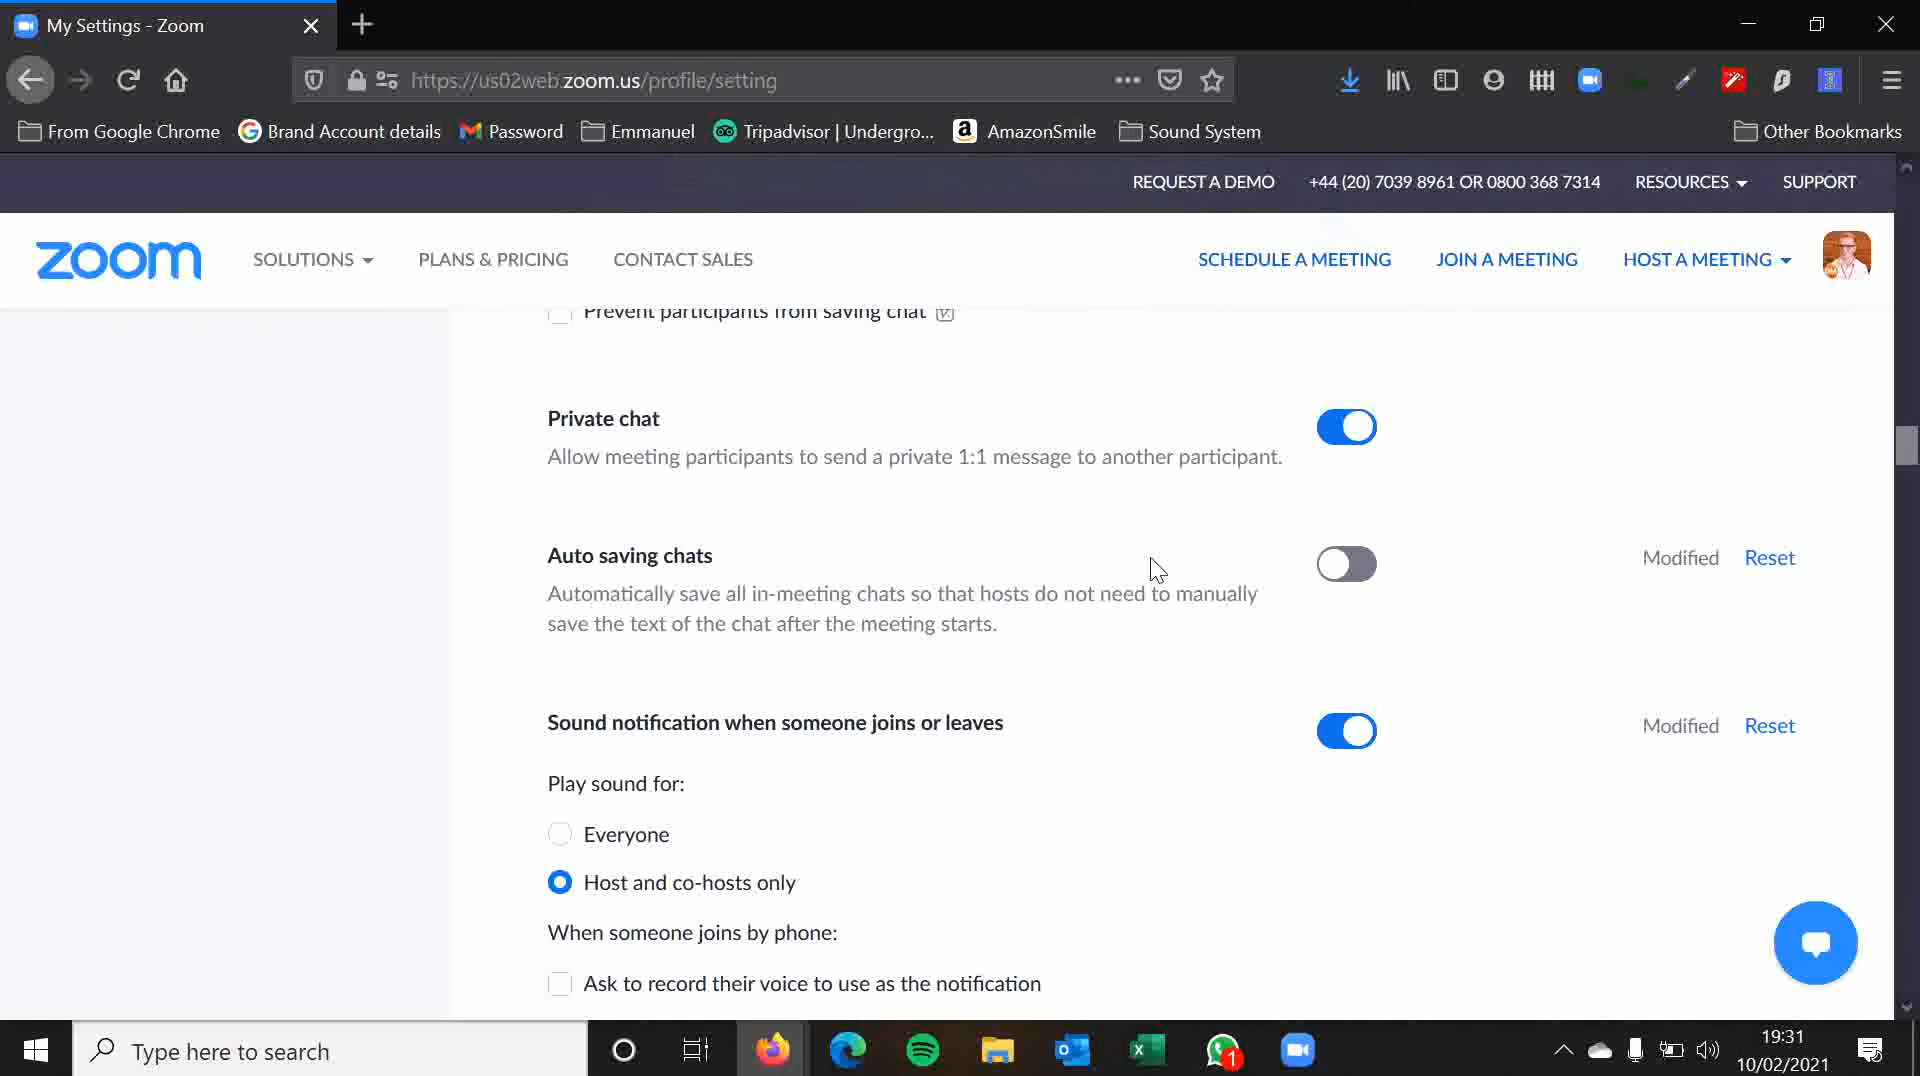 My Settings - Zoom
https://us02web.zoom.us/profile/setting
From Google Chrome
Brand Account details
Password
Emmanuel
Tripadvisor | Undergro...
AmazonSmile
Sound System
Other Bookmarks
REQUEST A DEMO
+44 (20) 7039 8961 OR 0800 368 7314
RESOURCES
SUPPORT
zoom
SOLUTIONS
PLANS & PRICING
CONTACT SALES
SCHEDULE A MEETING
JOIN A MEETING
HOST A MEETING
Prevent participants from saving chat
Private chat
Allow meeting participants to send a private 1:1 message to another participant.
Auto saving chats
Modified Reset
Automatically save all in-meeting chats so that hosts do not need to manually
save the text of the chat after the meeting starts.
Sound notification when someone joins or leaves
Modified Reset
Play sound for:
Everyone
Host and co-hosts only
When someone joins by phone:
Ask to record their voice to use as the notification
Type here to search
1
19:31
10/02/2021